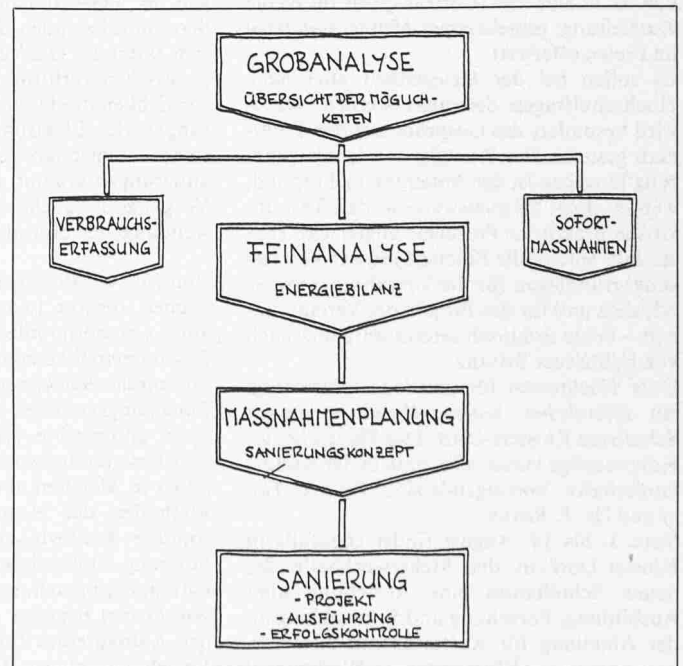 GROBANALYSE
ÜBERSICHT DER MÖGLICH
KEITEN
VERBRAUCHS-
ERFASSUNG
SOFORT-
MASSNAHMEN
FEINANALYSE
ENERGIEBILANZ
MASSNAHMENPLANUNG
SANIERUNGSKONZEPT
SANIERUNG
- PROJEKT
- AUSFÜHRUNG
- ERFOLGSKONTROLLE